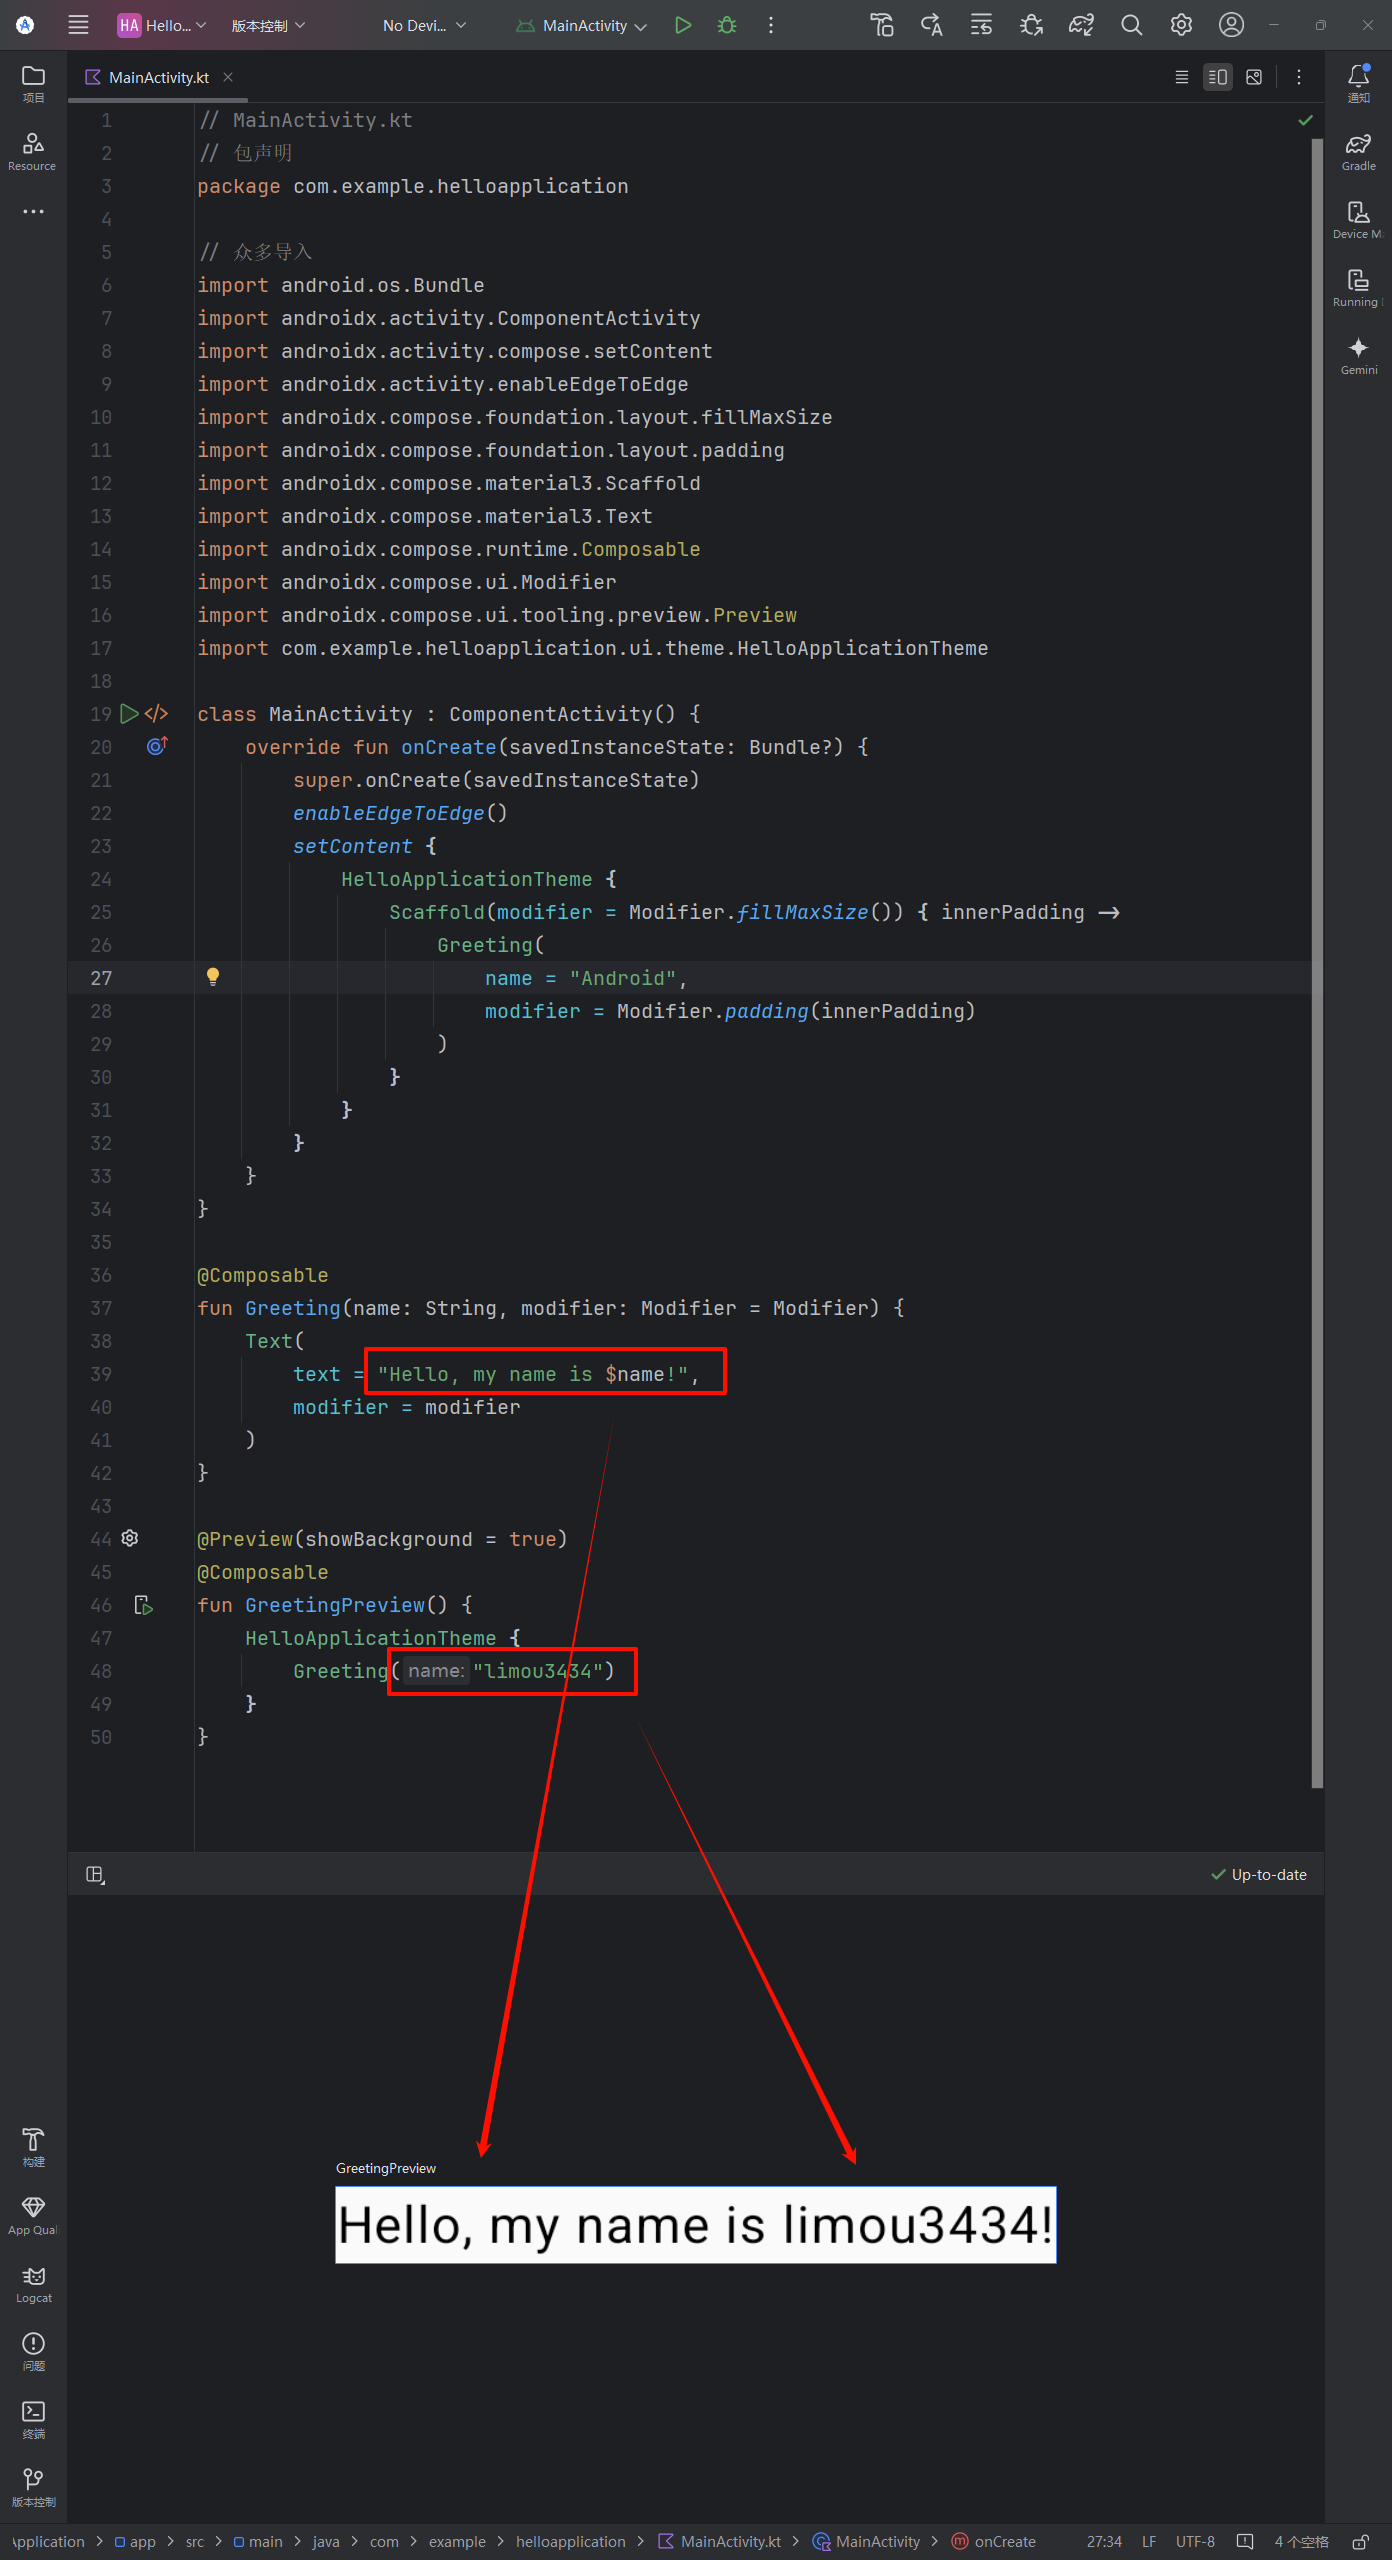 HA Hello... 版本控制 No Devi... MainActivity
MainActivity.kt
项目
Resource
通知
Gradle
Device M
Running
Gemini
1 // MainActivity.kt
2 // 包声明
3 package com.example.helloapplication
4
5 // 众多导入
6 import android.os.Bundle
7 import androidx.activity.ComponentActivity
8 import androidx.activity.compose.setContent
9 import androidx.activity.enableEdgeToEdge
10 import androidx.compose.foundation.layout.fillMaxSize
11 import androidx.compose.foundation.layout.padding
12 import androidx.compose.material3.Scaffold
13 import androidx.compose.material3.Text
14 import androidx.compose.runtime.Composable
15 import androidx.compose.ui.Modifier
16 import androidx.compose.ui.tooling.preview.Preview
17 import com.example.helloapplication.ui.theme.HelloApplicationTheme
18
19 class MainActivity : ComponentActivity() {
20 override fun onCreate(savedInstanceState: Bundle?) {
21 super.onCreate(savedInstanceState)
22 enableEdgeToEdge()
23 setContent {
24 HelloApplicationTheme {
25 Scaffold(modifier = Modifier.fillMaxSize()) { innerPadding ->
26 Greeting(
27 name = "Android",
28 modifier = Modifier.padding(innerPadding)
29 )
30 }
31 }
32 }
33 }
34 }
35
36 @Composable
37 fun Greeting(name: String, modifier: Modifier = Modifier) {
38 Text(
39 text = "Hello, my name is $name!",
40 modifier = modifier
41 )
42 }
43
44 @Preview(showBackground = true)
45 @Composable
46 fun GreetingPreview() {
47 HelloApplicationTheme {
48 Greeting( name: "limou3434")
49 }
50 }
Up-to-date
GreetingPreview
Hello, my name is limou3434!
构建
App Qual
Logcat
问题
终端
版本控制
Application > app > src > main > java > com > example > helloapplication > MainActivity.kt > MainActivity > onCreate 27:34 LF UTF-8 4 个空格